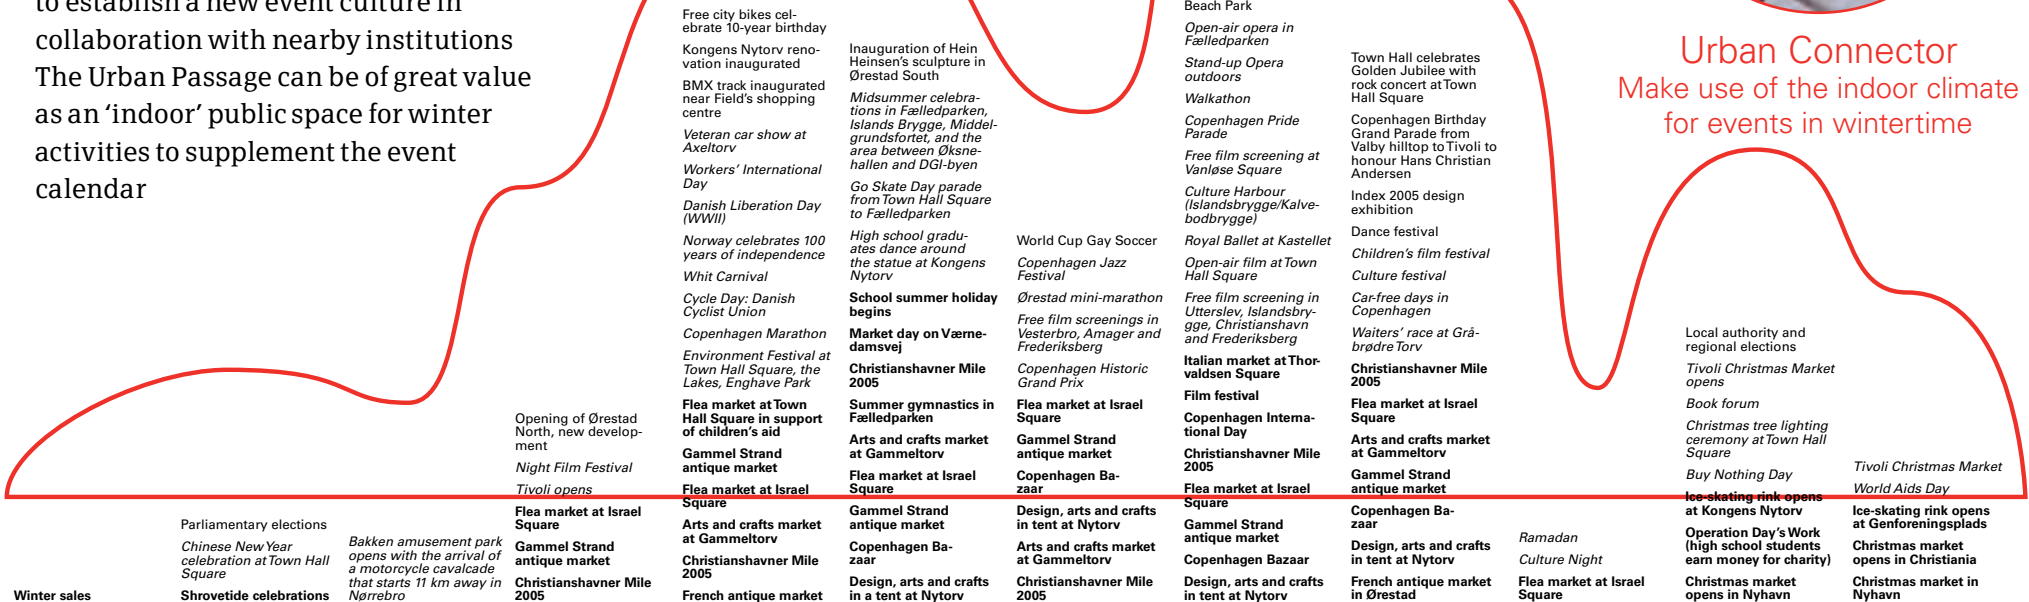 to establish a new event culture in
collaboration with nearby institutions
The Urban Passage can be of great value
as an ‘indoor’ public space for winter
activities to supplement the event
calendar
Winter sales
Parliamentary elections
Chinese New Year
celebration at Town Hall
Square
Shrovetide celebrations
Bakken amusement park
opens with the arrival of
a motorcycle cavalcade
that starts 11 km away in
Nørrebro
Opening of Ørestad
North, new develop-
ment
Night Film Festival
Tivoli opens
Flea market at Israel
Square
Gammel Strand
antique market
Christianshavner Mile
2005
Free city bikes cel-
ebrate 10-year birthday
Kongens Nytorv reno-
vation inaugurated
BMX track inaugurated
near Field’s shopping
centre
Veteran car show at
Axeltorv
Workers’ International
Day
Danish Liberation Day
(WWII)
Norway celebrates 100
years of independence
Whit Carnival
Cycle Day: Danish
Cyclist Union
Copenhagen Marathon
Environment Festival at
Town Hall Square, the
Lakes, Enghave Park
Flea market at Town
Hall Square in support
of children’s aid
Gammel Strand
antique market
Flea market at Israel
Square
Arts and crafts market
at Gammeltorv
Christianshavner Mile
2005
French antique market
Inauguration of Hein
Heinsen’s sculpture in
Ørestad South
Midsummer celebra-
tions in Fælledparken,
Islands Brygge, Middel-
grundsfortet, and the
area between Øksne-
hallen and DGI-byen
Go Skate Day parade
from Town Hall Square
to Fælledparken
High school gradu-
ates dance around
the statue at Kongens
Nytorv
School summer holiday
begins
Market day on Værne-
damsvej
Christianshavner Mile
2005
Summer gymnastics in
Fælledparken
Arts and crafts market
at Gammeltorv
Flea market at Israel
Square
Gammel Strand
antique market
Copenhagen Ba-
zaar
Design, arts and crafts
in a tent at Nytorv
World Cup Gay Soccer
Copenhagen Jazz
Festival
Ørestad mini-marathon
Free film screenings in
Vesterbro, Amager and
Frederiksberg
Copenhagen Historic
Grand Prix
Flea market at Israel
Square
Gammel Strand
antique market
Copenhagen Ba-
zaar
Design, arts and crafts
in tent at Nytorv
Arts and crafts market
at Gammeltorv
Christianshavner Mile
2005
Beach Park
Open-air opera in
Fælledparken
Stand-up Opera
outdoors
Walkathon
Copenhagen Pride
Parade
Free film screening at
Vanløse Square
Culture Harbour
(Islandsbrygge/Kalve-
bodbrygge)
Royal Ballet at Kastellet
Open-air film at Town
Hall Square
Free film screening in
Utterslev, Islandsbry-
gge, Christianshavn
and Frederiksberg
Italian market at Thor-
valdsen Square
Film festival
Copenhagen Interna-
tional Day
Christianshavner Mile
2005
Flea market at Israel
Square
Gammel Strand
antique market
Copenhagen Bazaar
Design, arts and crafts
in tent at Nytorv
Town Hall celebrates
Golden Jubilee with
rock concert at Town
Hall Square
Copenhagen Birthday
Grand Parade from
Valby hilltop to Tivoli to
honour Hans Christian
Andersen
Index 2005 design
exhibition
Dance festival
Children’s film festival
Culture festival
Car-free days in
Copenhagen
Waiters’ race at Grå-
brødre Torv
Christianshavner Mile
2005
Flea market at Israel
Square
Arts and crafts market
at Gammeltorv
Gammel Strand
antique market
Copenhagen Ba-
zaar
Design, arts and crafts
in tent at Nytorv
French antique market
in Ørestad
Ramadan
Culture Night
Flea market at Israel
Square
Urban Connector
Make use of the indoor climate
for events in wintertime
Local authority and
regional elections
Tivoli Christmas Market
opens
Book forum
Christmas tree lighting
ceremony at Town Hall
Square
Buy Nothing Day
Ice-skating rink opens
at Kongens Nytorv
Operation Day’s Work
(high school students
earn money for charity)
Christmas market
opens in Nyhavn
Tivoli Christmas Market
World Aids Day
Ice-skating rink opens
at Genforeningsplads
Christmas market
opens in Christiania
Christmas market in
Nyhavn